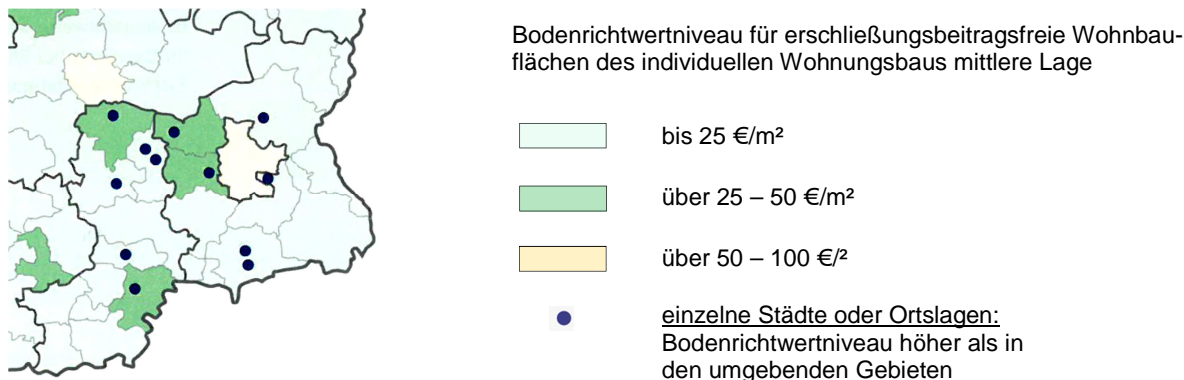 Bodenrichtwertniveau für erschließungsbeitragsfreie Wohnbau-
flächen des individuellen Wohnungsbaus mittlere Lage
bis 25 €/m²
über 25 – 50 €/m²
über 50 – 100 €/²
einzelne Städte oder Ortslagen:
Bodenrichtwertniveau höher als in
den umgebenden Gebieten